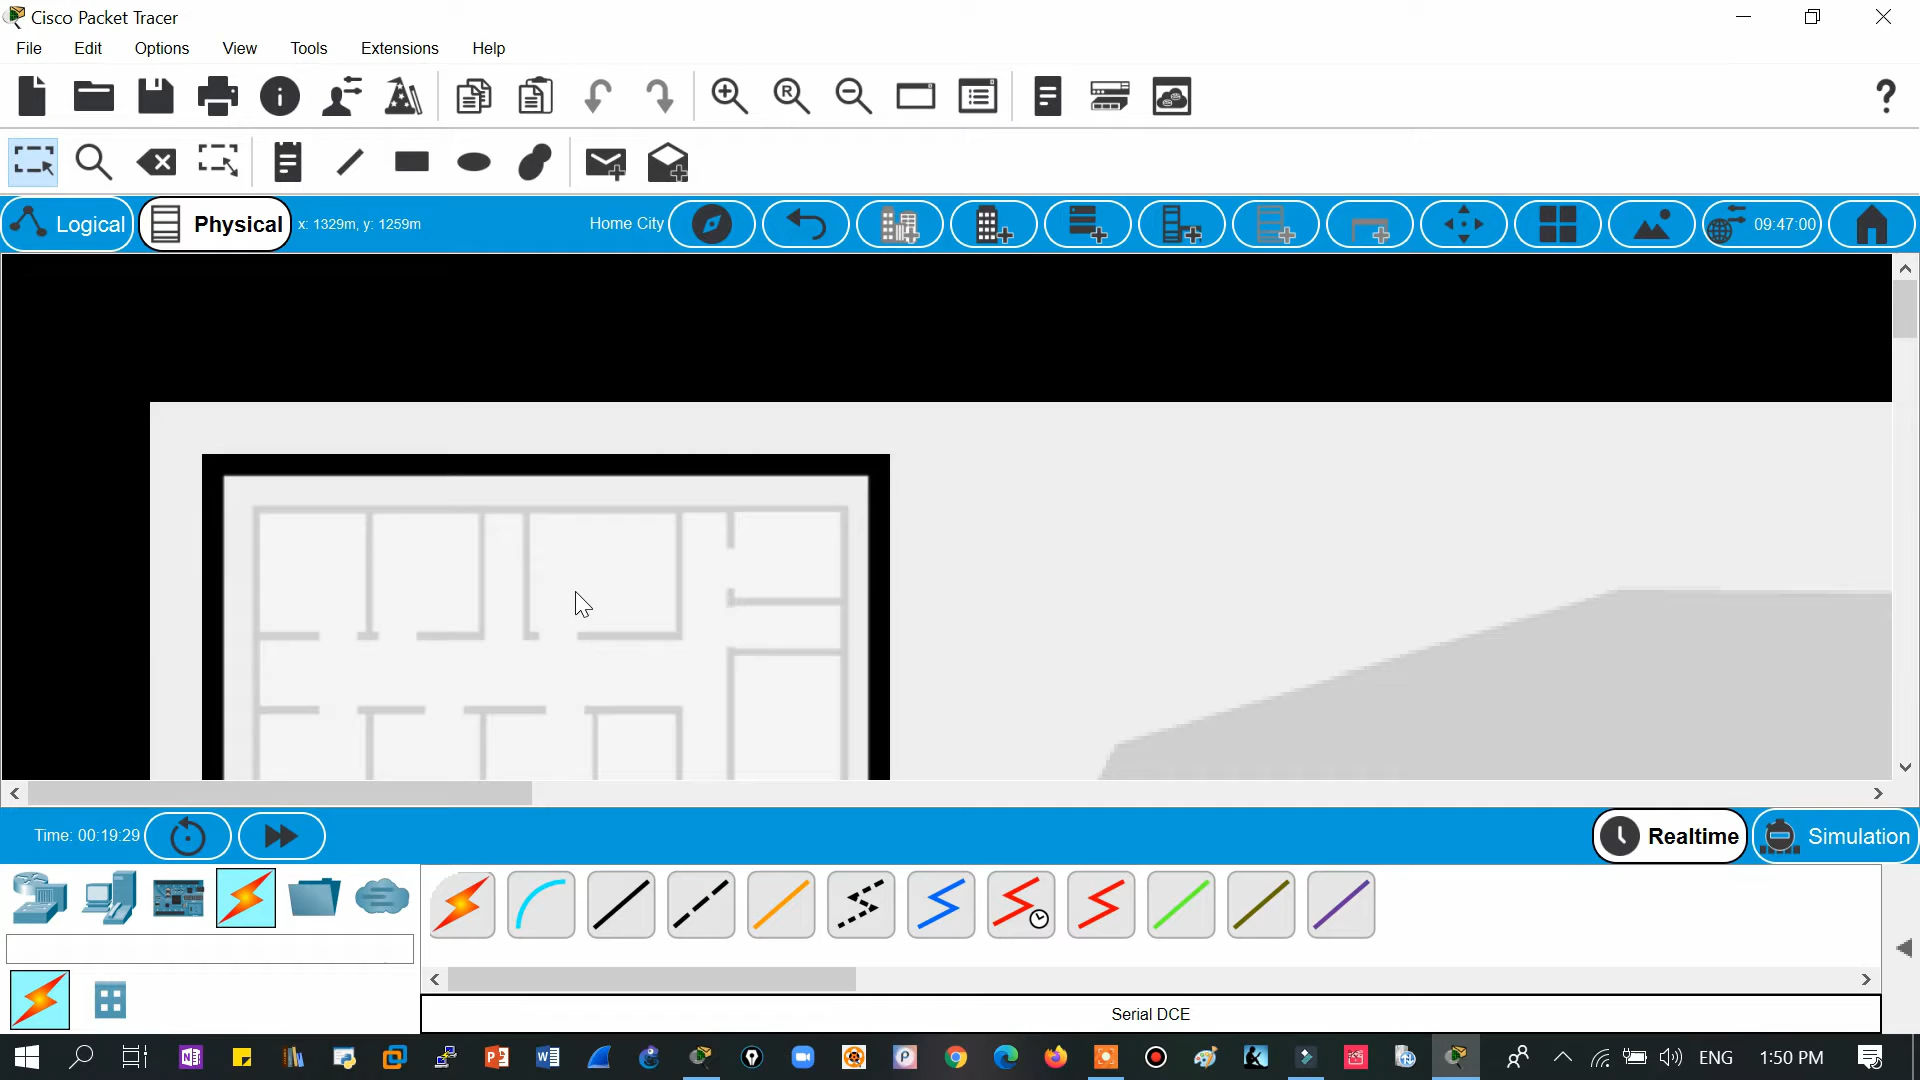 Cisco Packet Tracer
File Edit Options View Tools Extensions Help
Logical Physical x: 1329m, y: 1259m Home City 09:47:00
Time: 00:19:29 Realtime Simulation
Serial DCE
ENG 1:50 PM